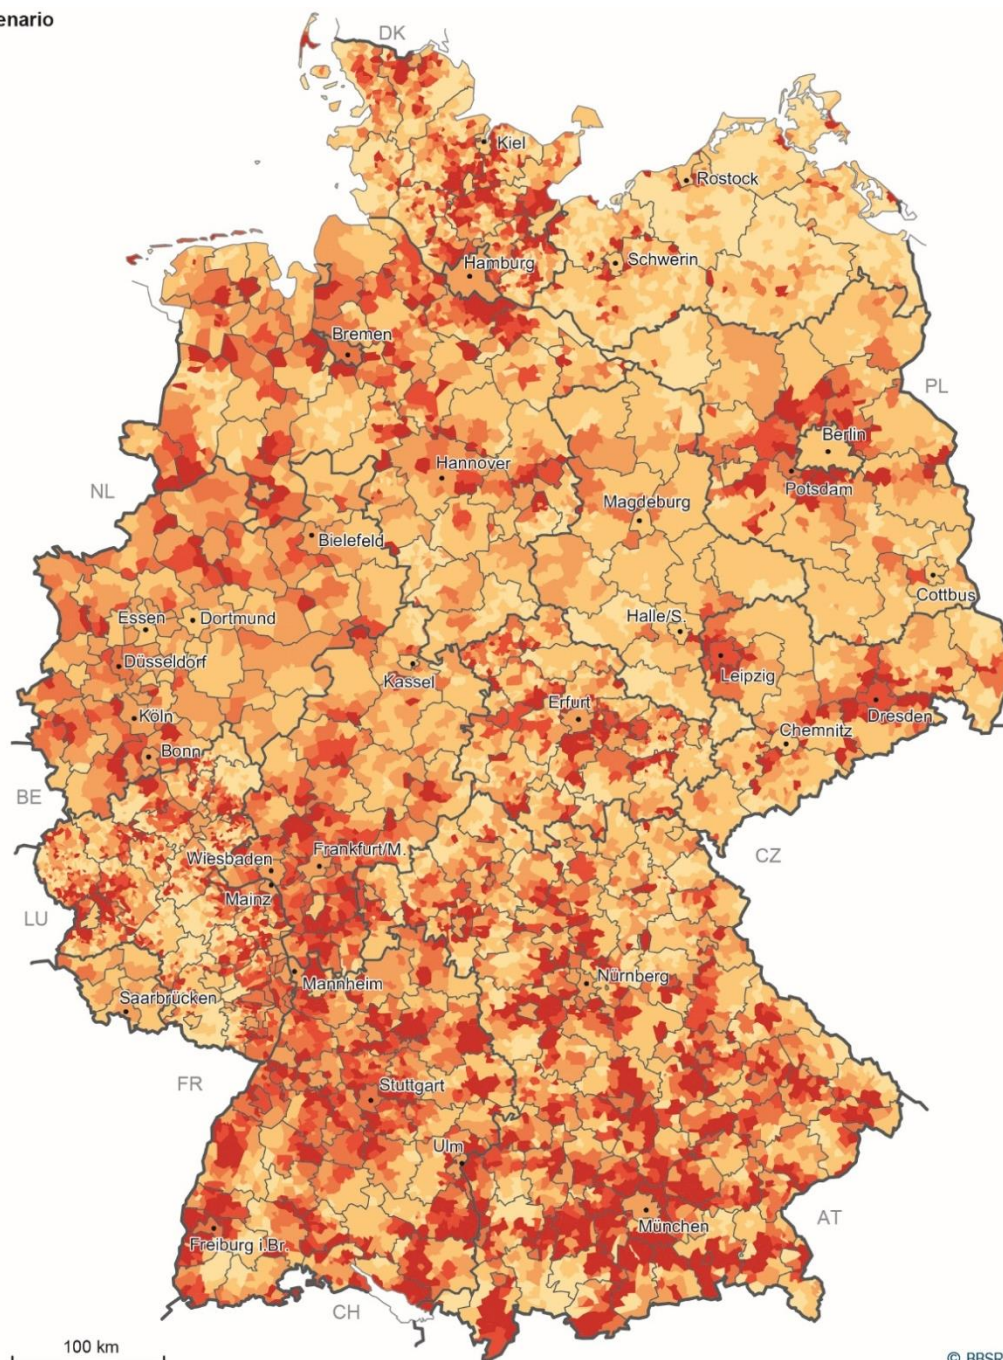 enario
DK
Kiel
Rostock
Schwerin
Hamburg
Bremen
PL
Berlin
Hannover
Potsdam
NL
Magdeburg
Bielefeld
Cottbus
Essen
Dortmund
Halle/S.
Düsseldorf
Leipzig
Kassel
Erfurt
Köln
Dresden
Chemnitz
Bonn
BE
Frankfurt/M.
CZ
Wiesbaden
Mainz
LU
Nürnberg
Mannheim
Saarbrücken
FR
Stuttgart
Ulm
AT
München
Freiburg i.Br.
CH
100 km